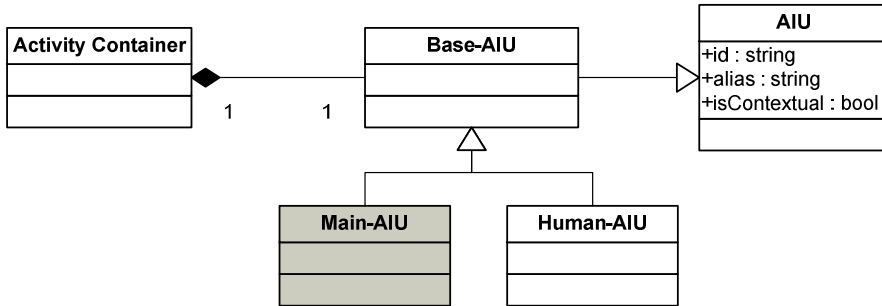 Activity Container
Base-AIU
AIU
+id : string
+alias : string
+isContextual : bool
1
1
Main-AIU
Human-AIU